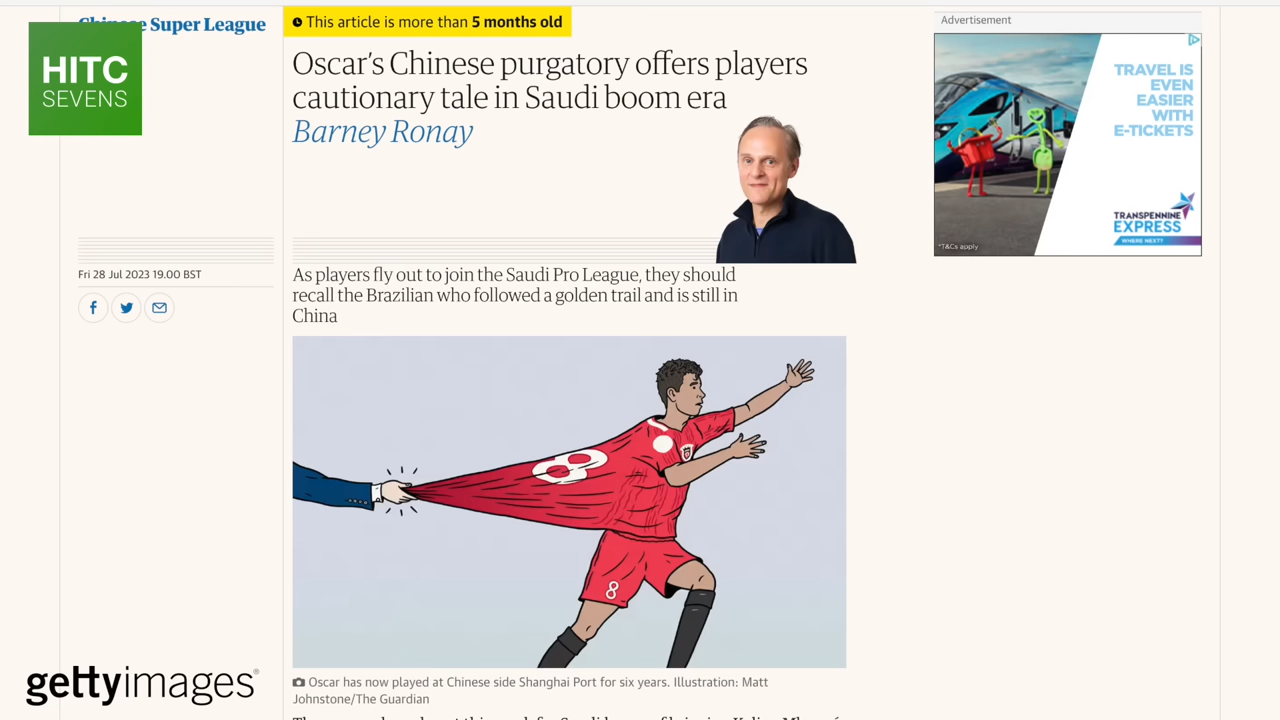 Chinese Super League
HITC
SEVENS
This article is more than 5 months old
Oscar's Chinese purgatory offers players
cautionary tale in Saudi boom era
Barney Ronay
Fri 28 Jul 2023 19.00 BST
As players fly out to join the Saudi Pro League, they should
recall the Brazilian who followed a golden trail and is still in
China
8
8
Oscar has now played at Chinese side Shanghai Port for six years. Illustration: Matt
Johnstone/The Guardian
gettyimages®
Advertisement
TRAVEL IS
EVEN
EASIER
WITH
E-TICKETS
TRANSPENNINE
EXPRESS
WHERE NEXT?
*T&Cs apply